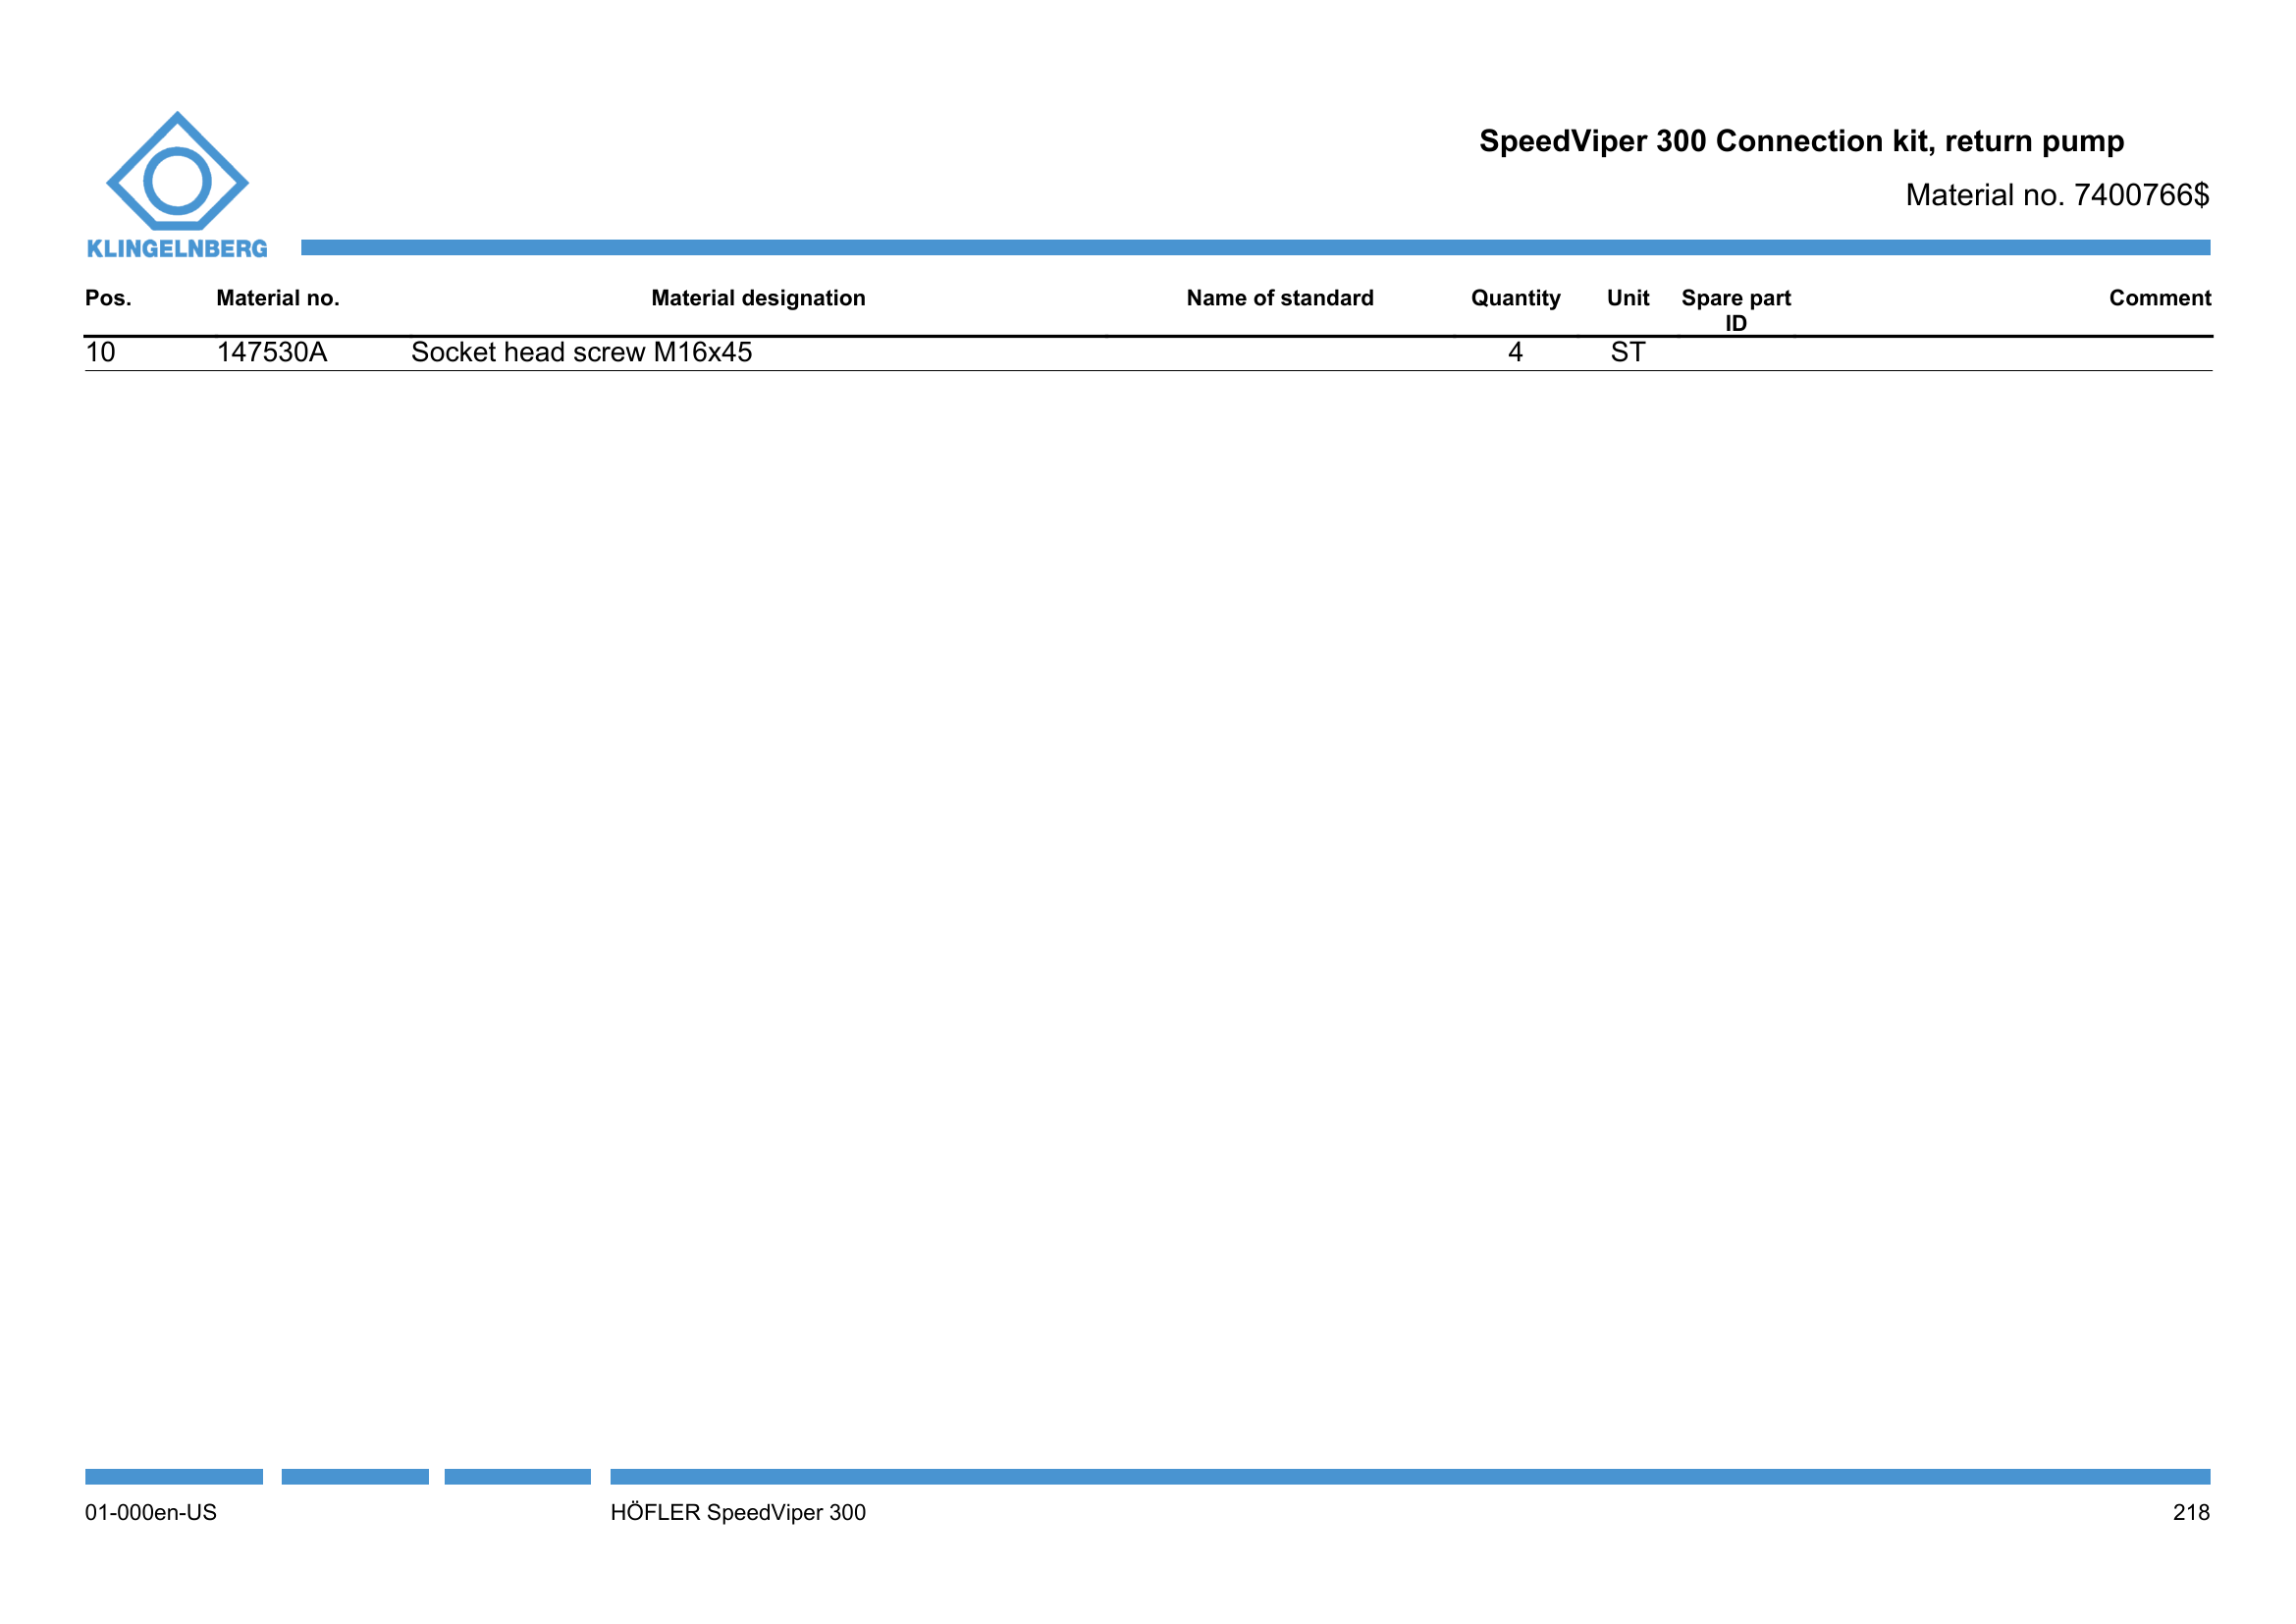 SpeedViper 300 Connection kit, return pump
Material no. 7400766$
KLINGELNBERG
Pos. Material no. Material designation Name of standard Quantity Unit Spare part ID Comment
10 147530A Socket head screw M16x45 4 ST
01-000en-US HÖFLER SpeedViper 300 218